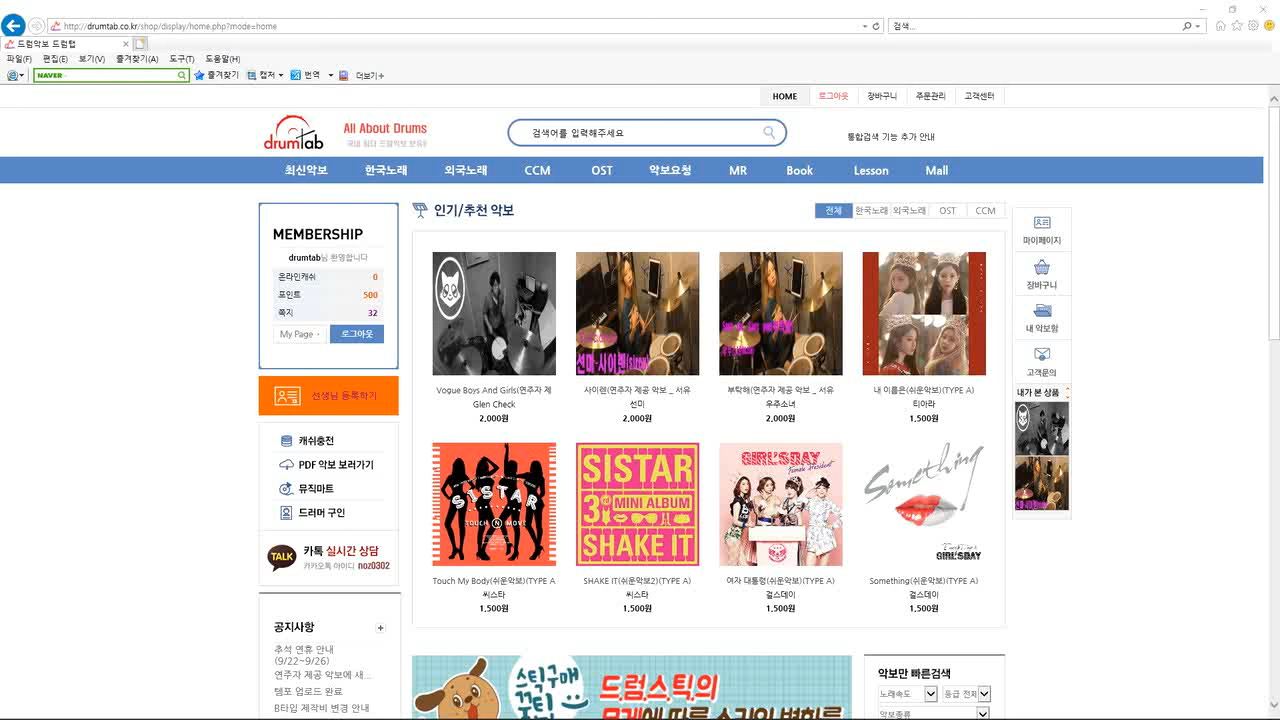 http://drumtab.co.kr/shop/display/home.php?mode=home
검색...
드럼악보 드럼탭
파일(F) 편집(E) 보기(V) 즐겨찾기(A) 도구(T) 도움말(H)
NAVER 즐겨찾기 캡처 번역 더보기+
HOME 로그아웃 장바구니 주문관리 고객센터
drumtab
All About Drums
검색어를 입력해주세요
통합검색 기능 추가 안내
최신악보 한국노래 외국노래 CCM OST 악보요청 MR Book Lesson Mall
MEMBERSHIP
drumtab님 환영합니다
온라인캐쉬 0
포인트 500
쪽지 32
My Page
로그아웃
선생님 등록하기
캐쉬충전
PDF 악보 보러가기
뮤직마트
드러머 구인
TALK
카톡 실시간 상담
카카오톡 아이디 noz0302
공지사항 +
추석 연휴 안내
(9/22~9/26)
연주자 제공 악보에 새...
템포 업로드 완료
B타입 제작비 변경 안내
인기/추천 악보
전체 한국노래 외국노래 OST CCM
선미-사이렌(siren)
Vogue Boys And Girls(연주자 제
Glen Check
2,000원
사이렌(연주자 제공 악보 _ 서유
선미
2,000원
부탁해(연주자 제공 악보 _ 서유
우주소녀
2,000원
내 이름은(쉬운악보)(TYPE A)
티아라
1,500원
SISTAR
TOUCH N MOVE
SISTAR
3rd MINI ALBUM
SHAKE IT
GIRL'S DAY
Female President
Something
GIRL'S DAY
Touch My Body(쉬운악보)(TYPE A
씨스타
1,500원
SHAKE IT(쉬운악보2)(TYPE A)
씨스타
1,500원
여자 대통령(쉬운악보)(TYPE A)
걸스데이
1,500원
Something(쉬운악보)(TYPE A)
걸스데이
1,500원
스틱구매
꿀팁
드럼스틱의
무게에 따른 소리의 변화를
악보만 빠른검색
노래속도 등급 전체
악보종류
마이페이지
장바구니
내 악보함
고객문의
내가 본 상품